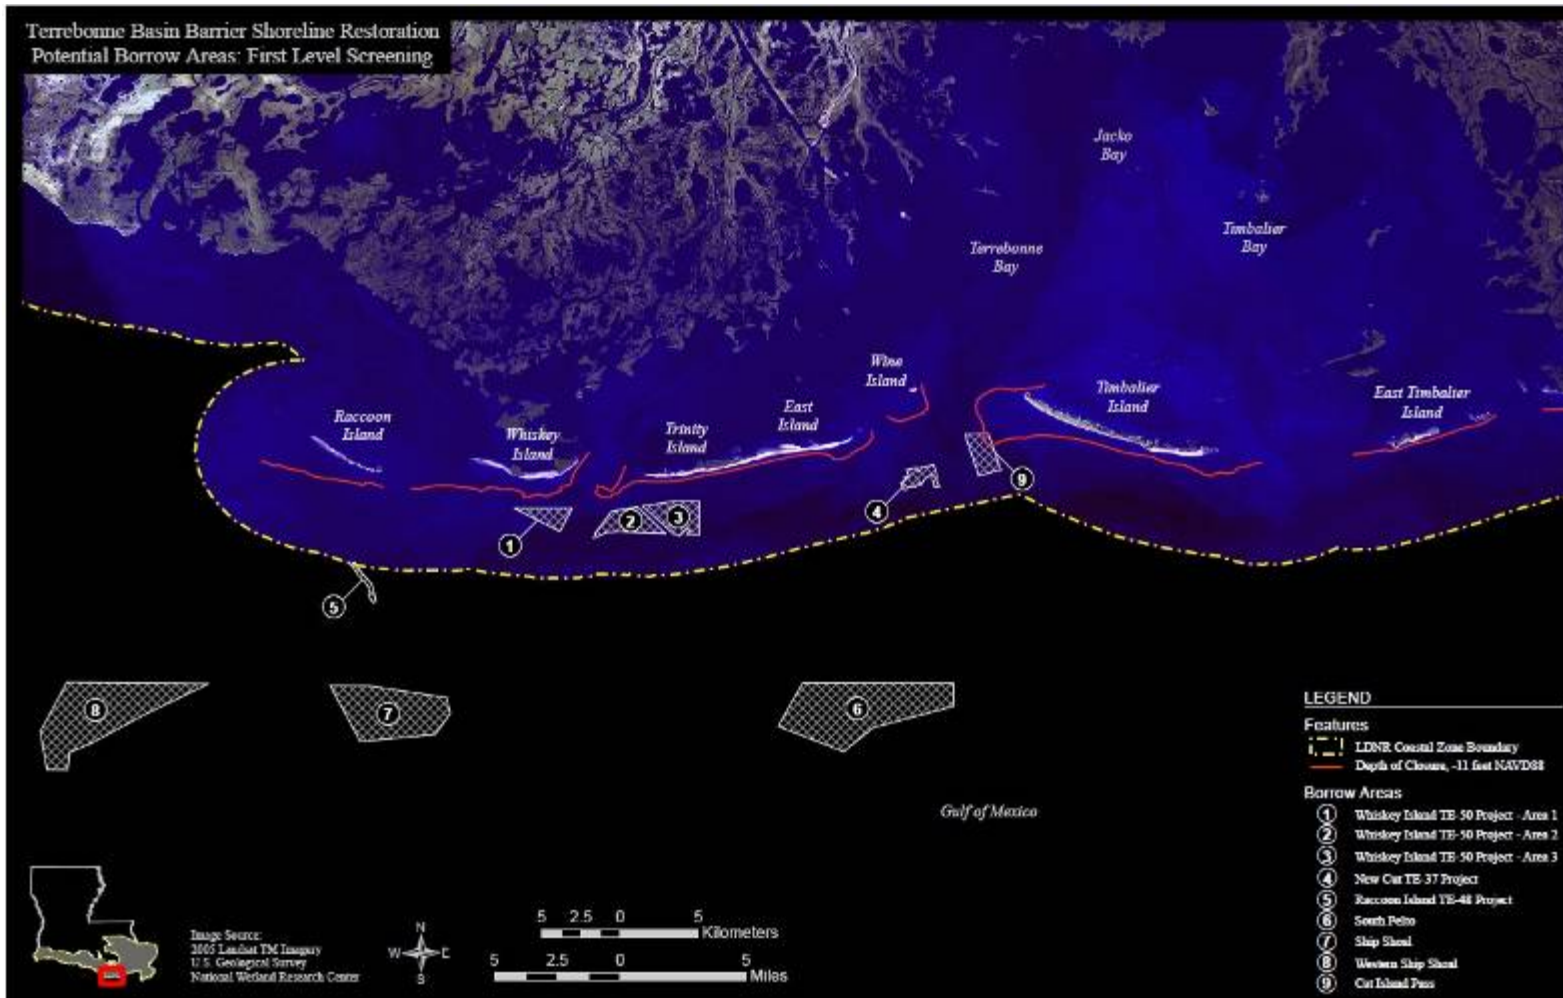 Terrebonne Basin Barrier Shoreline Restoration
Potential Borrow Areas: First Level Screening
Jacko
Bay
Timbalier
Bay
Terrebonne
Bay
Wine
Island
Timbalier
Island
East Timbalier
Island
Raccoon
Island
Whiskey
Island
Trinity
Island
East
Island
1
2
3
4
9
5
8
7
6
Gulf of Mexico
LEGEND
Features
LDNR Coastal Zone Boundary
Depth of Closure, -11 feet NAVD88
Borrow Areas
1 Whiskey Island TE-50 Project - Area 1
2 Whiskey Island TE-50 Project - Area 2
3 Whiskey Island TE-50 Project - Area 3
4 New Cut TE-37 Project
5 Raccoon Island TE-48 Project
6 South Pelto
7 Ship Shoal
8 Western Ship Shoal
9 Cat Island Pass
Image Source:
2005 Landsat TM Imagery
U.S. Geological Survey
National Wetland Research Center
N
W E
S
5 2.5 0 5
Kilometers
5 2.5 0 5
Miles